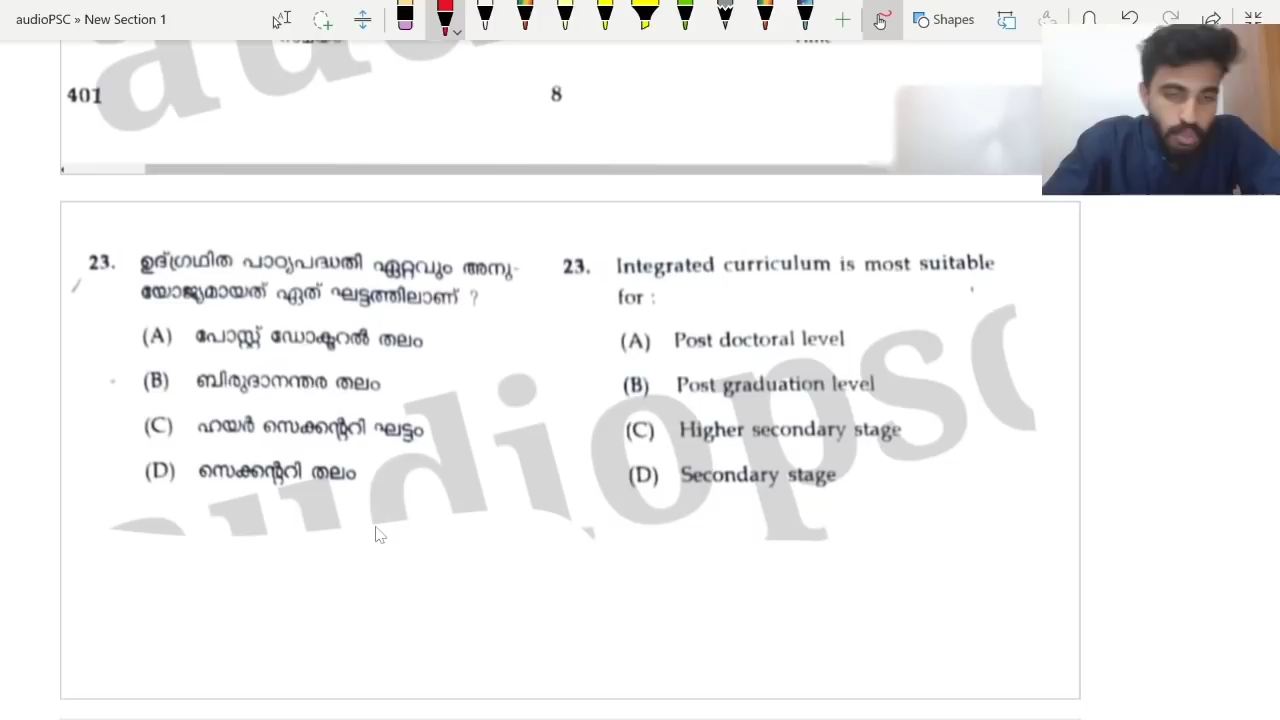 audioPSC » New Section 1
Shapes
401
8
23. ഉദ്ഗ്രഥിത പാഠ്യപദ്ധതി ഏറ്റവും അനു-
യോജ്യമായത് ഏത് ഘട്ടത്തിലാണ് ?
(A) പോസ്റ്റ് ഡോക്ടറൽ തലം
(B) ബിരുദാനന്തര തലം
(C) ഹയർ സെക്കന്ററി ഘട്ടം
(D) സെക്കന്ററി തലം
23. Integrated curriculum is most suitable
for :
(A) Post doctoral level
(B) Post graduation level
(C) Higher secondary stage
(D) Secondary stage
audiopsc